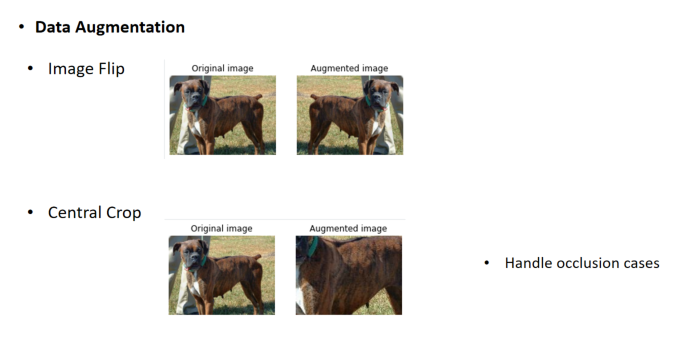 • Data Augmentation
• Image Flip
Original image
Augmented image
• Central Crop
Original image
Augmented image
• Handle occlusion cases